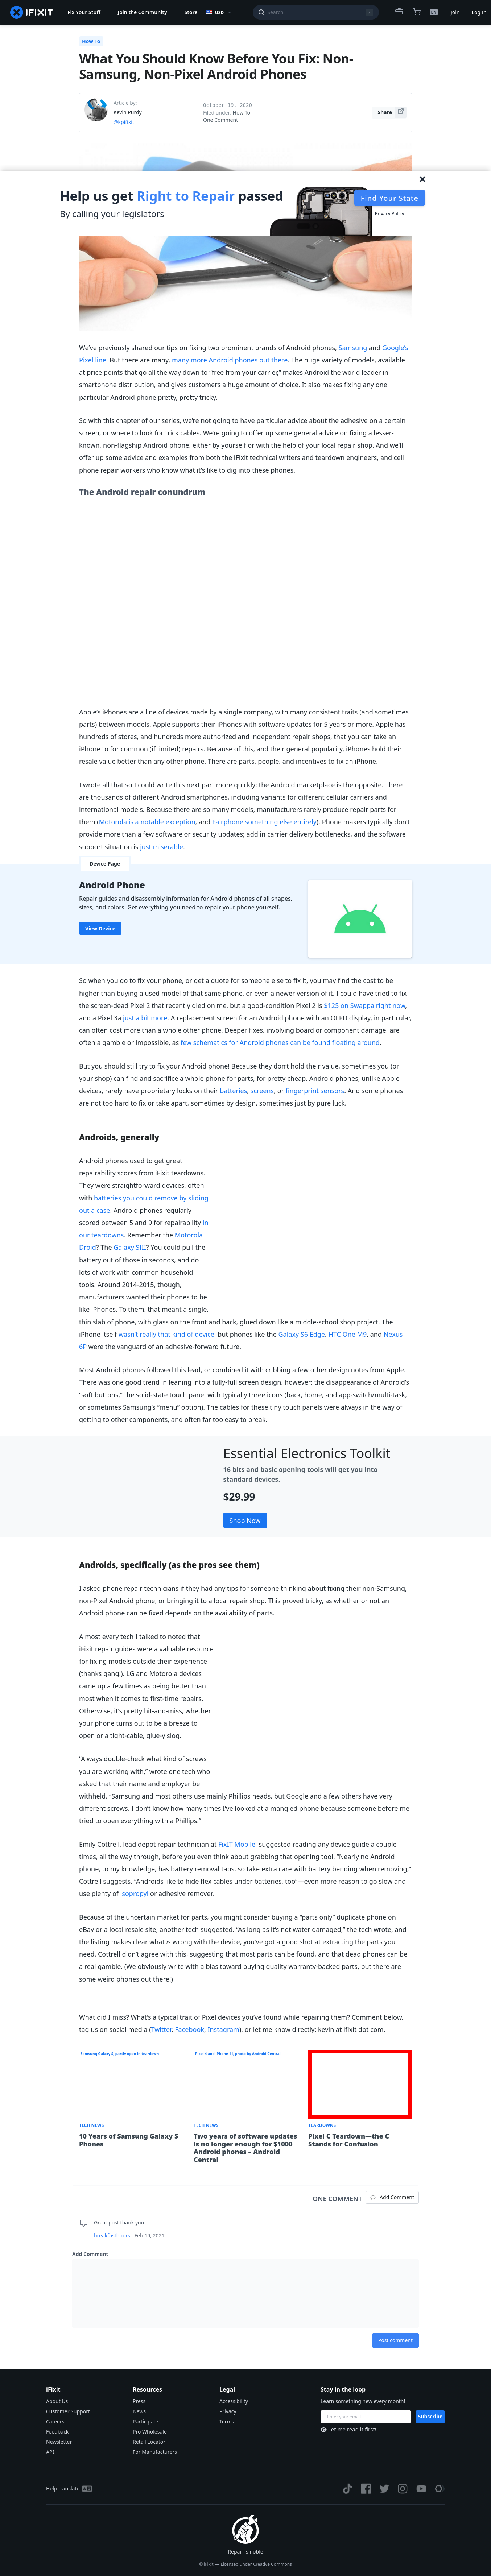 IFIXIT
Fix Your Stuff
Join the Community
Store
USD
Search
/
Join
Log In
How To
What You Should Know Before You Fix: Non-
Samsung, Non-Pixel Android Phones
Article by:
Kevin Purdy
@kpifixit
October 19, 2020
Filed under: How To
One Comment
Share
Help us get Right to Repair passed
By calling your legislators
Find Your State
Privacy Policy
We've previously shared our tips on fixing two prominent brands of Android phones, Samsung and Google's
Pixel line. But there are many, many more Android phones out there. The huge variety of models, available
at price points that go all the way down to “free from your carrier,” makes Android the world leader in
smartphone distribution, and gives customers a huge amount of choice. It also makes fixing any one
particular Android phone pretty, pretty tricky.
So with this chapter of our series, we’re not going to have particular advice about the adhesive on a certain
screen, or where to look for trick cables. We’re going to offer up some general advice on fixing a lesser-
known, non-flagship Android phone, either by yourself or with the help of your local repair shop. And we’ll
offer up some advice and examples from both the iFixit technical writers and teardown engineers, and cell
phone repair workers who know what it’s like to dig into these phones.
The Android repair conundrum
Apple’s iPhones are a line of devices made by a single company, with many consistent traits (and sometimes
parts) between models. Apple supports their iPhones with software updates for 5 years or more. Apple has
hundreds of stores, and hundreds more authorized and independent repair shops, that you can take an
iPhone to for common (if limited) repairs. Because of this, and their general popularity, iPhones hold their
resale value better than any other phone. There are parts, people, and incentives to fix an iPhone.
I wrote all that so I could write this next part more quickly: the Android marketplace is the opposite. There
are thousands of different Android smartphones, including variants for different cellular carriers and
international models. Because there are so many models, manufacturers rarely produce repair parts for
them (Motorola is a notable exception, and Fairphone something else entirely). Phone makers typically don’t
provide more than a few software or security updates; add in carrier delivery bottlenecks, and the software
support situation is just miserable.
Device Page
Android Phone
Repair guides and disassembly information for Android phones of all shapes,
sizes, and colors. Get everything you need to repair your phone yourself.
View Device
So when you go to fix your phone, or get a quote for someone else to fix it, you may find the cost to be
higher than buying a used model of that same phone, or even a newer version of it. I could have tried to fix
the screen-dead Pixel 2 that recently died on me, but a good-condition Pixel 2 is $125 on Swappa right now,
and a Pixel 3a just a bit more. A replacement screen for an Android phone with an OLED display, in particular,
can often cost more than a whole other phone. Deeper fixes, involving board or component damage, are
often a gamble or impossible, as few schematics for Android phones can be found floating around.
But you should still try to fix your Android phone! Because they don’t hold their value, sometimes you (or
your shop) can find and sacrifice a whole phone for parts, for pretty cheap. Android phones, unlike Apple
devices, rarely have proprietary locks on their batteries, screens, or fingerprint sensors. And some phones
are not too hard to fix or take apart, sometimes by design, sometimes just by pure luck.
Androids, generally
Android phones used to get great
repairability scores from iFixit teardowns.
They were straightforward devices, often
with batteries you could remove by sliding
out a case. Android phones regularly
scored between 5 and 9 for repairability in
our teardowns. Remember the Motorola
Droid? The Galaxy SIII? You could pull the
battery out of those in seconds, and do
lots of work with common household
tools. Around 2014-2015, though,
manufacturers wanted their phones to be
like iPhones. To them, that meant a single,
thin slab of phone, with glass on the front and back, glued down like a middle-school shop project. The
iPhone itself wasn’t really that kind of device, but phones like the Galaxy S6 Edge, HTC One M9, and Nexus
6P were the vanguard of an adhesive-forward future.
Most Android phones followed this lead, or combined it with cribbing a few other design notes from Apple.
There was one good trend in leaning into a fully-full screen design, however: the disappearance of Android’s
“soft buttons,” the solid-state touch panel with typically three icons (back, home, and app-switch/multi-task,
or sometimes Samsung’s “menu” option). The cables for these tiny touch panels were always in the way of
getting to other components, and often far too easy to break.
Essential Electronics Toolkit
16 bits and basic opening tools will get you into
standard devices.
$29.99
Shop Now
Androids, specifically (as the pros see them)
I asked phone repair technicians if they had any tips for someone thinking about fixing their non-Samsung,
non-Pixel Android phone, or bringing it to a local repair shop. This proved tricky, as whether or not an
Android phone can be fixed depends on the availability of parts.
Almost every tech I talked to noted that
iFixit repair guides were a valuable resource
for fixing models outside their experience
(thanks gang!). LG and Motorola devices
came up a few times as being better than
most when it comes to first-time repairs.
Otherwise, it’s pretty hit-and-miss, whether
your phone turns out to be a breeze to
open or a tight-cable, glue-y slog.
“Always double-check what kind of screws
you are working with,” wrote one tech who
asked that their name and employer be
withheld. “Samsung and most others use mainly Phillips heads, but Google and a few others have very
different screws. I don’t know how many times I’ve looked at a mangled phone because someone before me
tried to open everything with a Phillips.”
Emily Cottrell, lead depot repair technician at FixIT Mobile, suggested reading any device guide a couple
times, all the way through, before you even think about grabbing that opening tool. “Nearly no Android
phone, to my knowledge, has battery removal tabs, so take extra care with battery bending when removing,”
Cottrell suggests. “Androids like to hide flex cables under batteries, too”—even more reason to go slow and
use plenty of isopropyl or adhesive remover.
Because of the uncertain market for parts, you might consider buying a “parts only” duplicate phone on
eBay or a local resale site, another tech suggested. “As long as it’s not water damaged,” the tech wrote, and
the listing makes clear what is wrong with the device, you’ve got a good shot at extracting the parts you
need. Cottrell didn’t agree with this, suggesting that most parts can be found, and that dead phones can be
a real gamble. (We obviously write with a bias toward buying quality warranty-backed parts, but there are
some weird phones out there!)
What did I miss? What’s a typical trait of Pixel devices you’ve found while repairing them? Comment below,
tag us on social media (Twitter, Facebook, Instagram), or let me know directly: kevin at ifixit dot com.
Samsung Galaxy S, partly open in teardown
Pixel 4 and iPhone 11, photo by Android Central
TECH NEWS
10 Years of Samsung Galaxy S
Phones
TECH NEWS
Two years of software updates
is no longer enough for $1000
Android phones – Android
Central
TEARDOWNS
Pixel C Teardown—the C
Stands for Confusion
ONE COMMENT
Add Comment
Great post thank you
breakfasthours - Feb 19, 2021
Add Comment
Post comment
iFixit
About Us
Customer Support
Careers
Feedback
Newsletter
API
Resources
Press
News
Participate
Pro Wholesale
Retail Locator
For Manufacturers
Legal
Accessibility
Privacy
Terms
Stay in the loop
Learn something new every month!
Enter your email
Subscribe
Let me read it first!
Help translate
Repair is noble
© iFixit — Licensed under Creative Commons